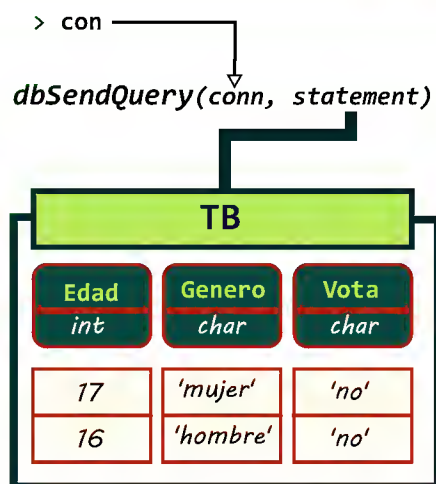 > con
dbSendQuery(conn, statement)
TB
Edad Genero Vota
int char char
17 'mujer' 'no'
16 'hombre' 'no'